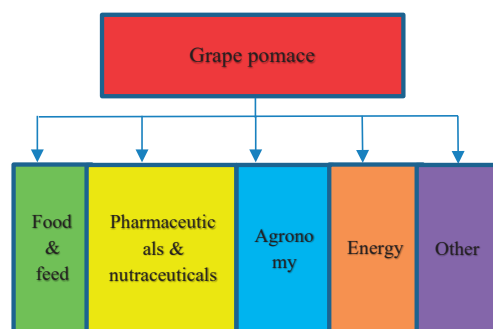 Grape pomace
Food
&
feed
Pharmaceutic
als &
nutraceuticals
Agrono
my
Energy
Other